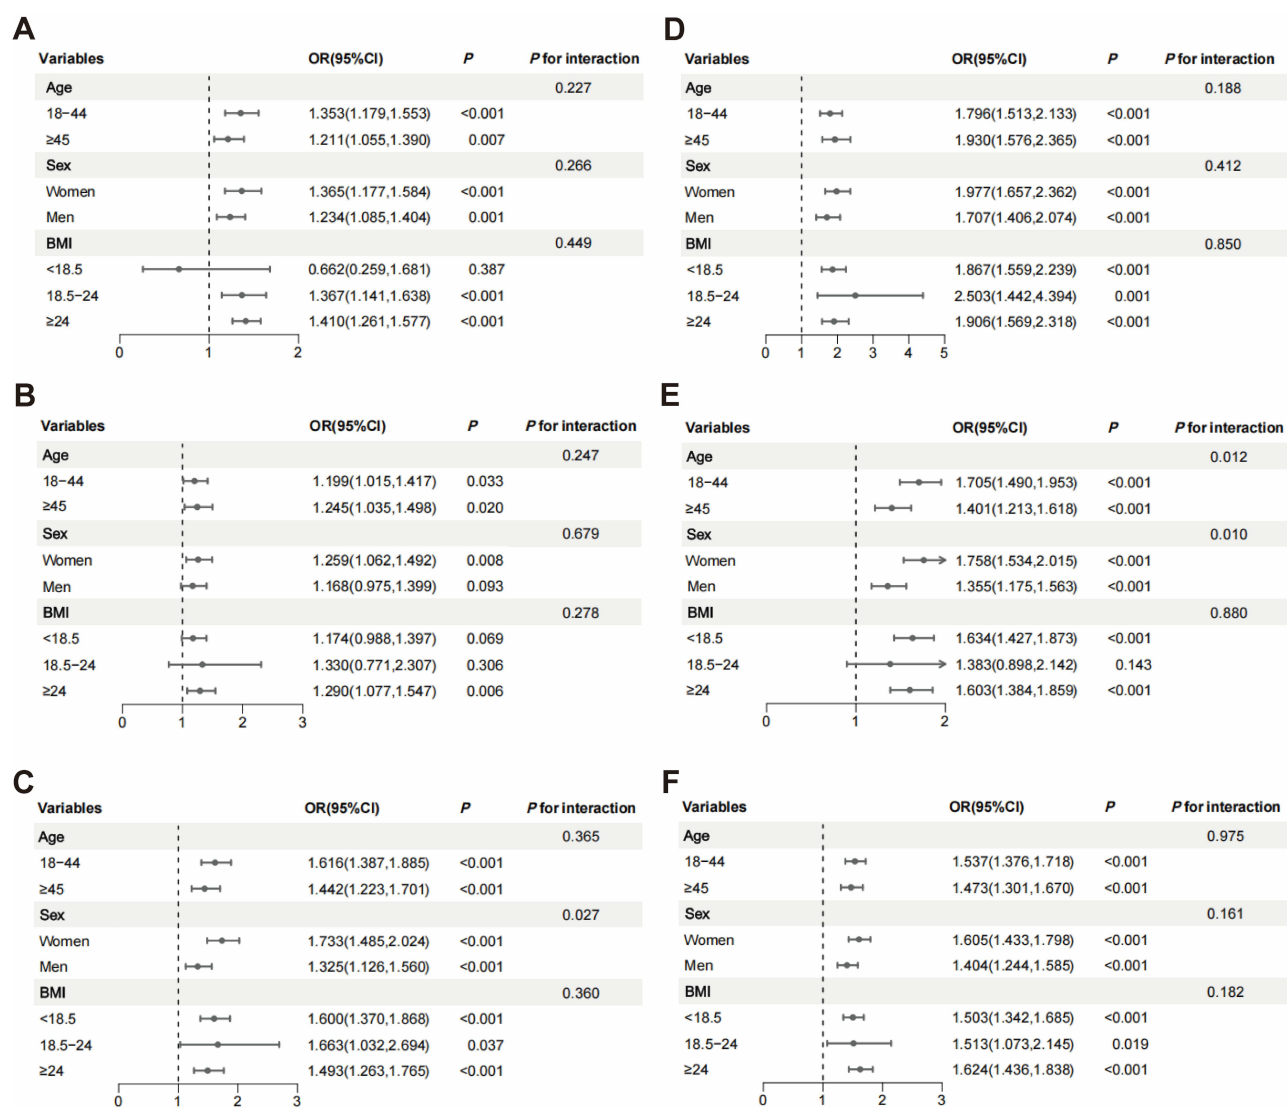 A
Variables OR(95%CI) P P for interaction
Age 0.227
18−44 1.353(1.179,1.553) <0.001
≥45 1.211(1.055,1.390) 0.007
Sex 0.266
Women 1.365(1.177,1.584) <0.001
Men 1.234(1.085,1.404) 0.001
BMI 0.449
<18.5 0.662(0.259,1.681) 0.387
18.5−24 1.367(1.141,1.638) <0.001
≥24 1.410(1.261,1.577) <0.001
0 1 2
B
Variables OR(95%CI) P P for interaction
Age 0.247
18−44 1.199(1.015,1.417) 0.033
≥45 1.245(1.035,1.498) 0.020
Sex 0.679
Women 1.259(1.062,1.492) 0.008
Men 1.168(0.975,1.399) 0.093
BMI 0.278
<18.5 1.174(0.988,1.397) 0.069
18.5−24 1.330(0.771,2.307) 0.306
≥24 1.290(1.077,1.547) 0.006
0 1 2 3
C
Variables OR(95%CI) P P for interaction
Age 0.365
18−44 1.616(1.387,1.885) <0.001
≥45 1.442(1.223,1.701) <0.001
Sex 0.027
Women 1.733(1.485,2.024) <0.001
Men 1.325(1.126,1.560) <0.001
BMI 0.360
<18.5 1.600(1.370,1.868) <0.001
18.5−24 1.663(1.032,2.694) 0.037
≥24 1.493(1.263,1.765) <0.001
0 1 2 3
D
Variables OR(95%CI) P P for interaction
Age 0.188
18−44 1.796(1.513,2.133) <0.001
≥45 1.930(1.576,2.365) <0.001
Sex 0.412
Women 1.977(1.657,2.362) <0.001
Men 1.707(1.406,2.074) <0.001
BMI 0.850
<18.5 1.867(1.559,2.239) <0.001
18.5−24 2.503(1.442,4.394) 0.001
≥24 1.906(1.569,2.318) <0.001
0 1 2 3 4 5
E
Variables OR(95%CI) P P for interaction
Age 0.012
18−44 1.705(1.490,1.953) <0.001
≥45 1.401(1.213,1.618) <0.001
Sex 0.010
Women 1.758(1.534,2.015) <0.001
Men 1.355(1.175,1.563) <0.001
BMI 0.880
<18.5 1.634(1.427,1.873) <0.001
18.5−24 1.383(0.898,2.142) 0.143
≥24 1.603(1.384,1.859) <0.001
0 1 2
F
Variables OR(95%CI) P P for interaction
Age 0.975
18−44 1.537(1.376,1.718) <0.001
≥45 1.473(1.301,1.670) <0.001
Sex 0.161
Women 1.605(1.433,1.798) <0.001
Men 1.404(1.244,1.585) <0.001
BMI 0.182
<18.5 1.503(1.342,1.685) <0.001
18.5−24 1.513(1.073,2.145) 0.019
≥24 1.624(1.436,1.838) <0.001
0 1 2 3